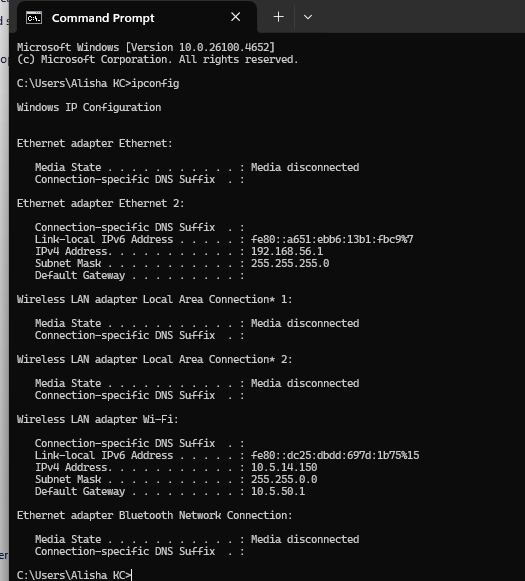 Command Prompt
Microsoft Windows [Version 10.0.26100.4652]
(c) Microsoft Corporation. All rights reserved.
C:\Users\Alisha KC>ipconfig
Windows IP Configuration
Ethernet adapter Ethernet:
Media State . . . . . . . . . . . : Media disconnected
Connection-specific DNS Suffix  . :
Ethernet adapter Ethernet 2:
Connection-specific DNS Suffix  . :
Link-local IPv6 Address . . . . . : fe80::a651:ebb6:13b1:fbc9%7
IPv4 Address. . . . . . . . . . . : 192.168.56.1
Subnet Mask . . . . . . . . . . . : 255.255.255.0
Default Gateway . . . . . . . . . :
Wireless LAN adapter Local Area Connection* 1:
Media State . . . . . . . . . . . : Media disconnected
Connection-specific DNS Suffix  . :
Wireless LAN adapter Local Area Connection* 2:
Media State . . . . . . . . . . . : Media disconnected
Connection-specific DNS Suffix  . :
Wireless LAN adapter Wi-Fi:
Connection-specific DNS Suffix  . :
Link-local IPv6 Address . . . . . : fe80::dc25:dbdd:697d:1b75%15
IPv4 Address. . . . . . . . . . . : 10.5.14.150
Subnet Mask . . . . . . . . . . . : 255.255.0.0
Default Gateway . . . . . . . . . : 10.5.50.1
Ethernet adapter Bluetooth Network Connection:
Media State . . . . . . . . . . . : Media disconnected
Connection-specific DNS Suffix  . :
C:\Users\Alisha KC>